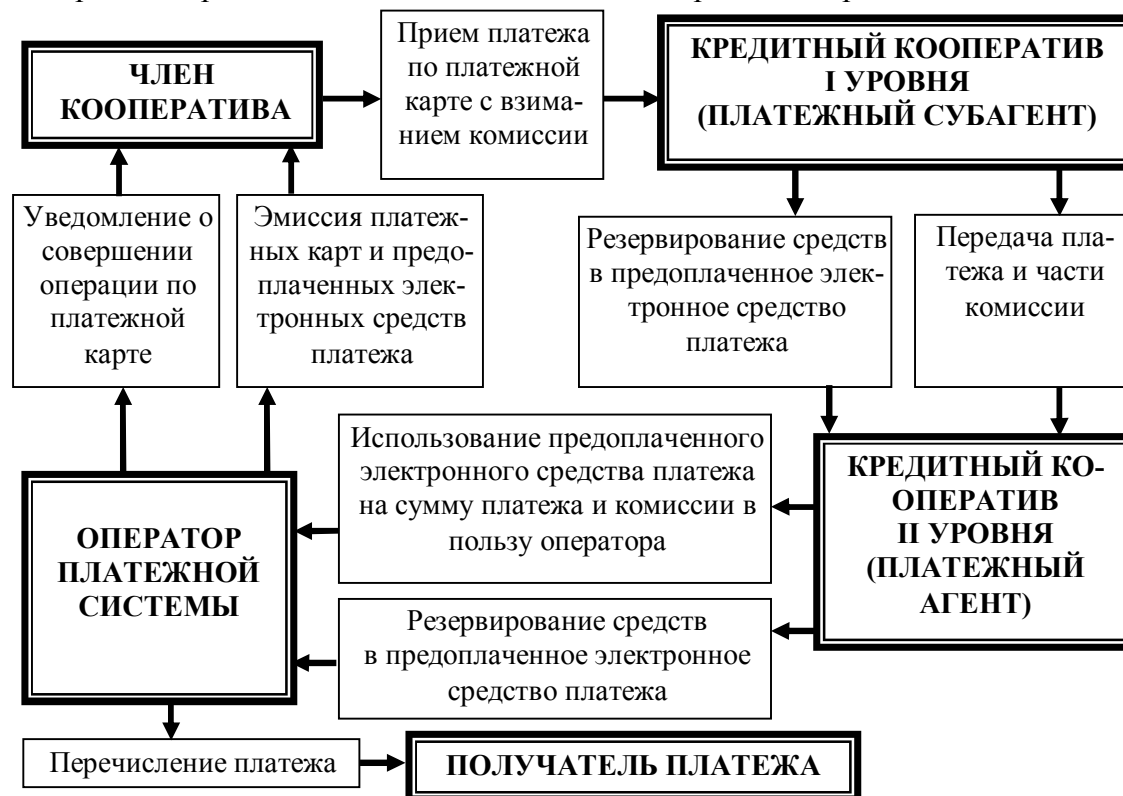 ЧЛЕН
КООПЕРАТИВА
Прием платежа
по платежной
карте с взима-
нием комиссии
КРЕДИТНЫЙ КООПЕРАТИВ
I УРОВНЯ
(ПЛАТЕЖНЫЙ СУБАГЕНТ)
Уведомление о
совершении
операции по
платежной
карте
Эмиссия платеж-
ных карт и предо-
плаченных элек-
тронных средств
платежа
Резервирование средств
в предоплаченное элек-
тронное средство
платежа
Передача пла-
тежа и части
комиссии
Использование предоплаченного
электронного средства платежа
на сумму платежа и комиссии в
пользу оператора
КРЕДИТНЫЙ КО-
ОПЕРАТИВ
II УРОВНЯ
(ПЛАТЕЖНЫЙ
АГЕНТ)
ОПЕРАТОР
ПЛАТЕЖНОЙ
СИСТЕМЫ
Резервирование средств
в предоплаченное электронное
средство платежа
Перечисление платежа
ПОЛУЧАТЕЛЬ ПЛАТЕЖА